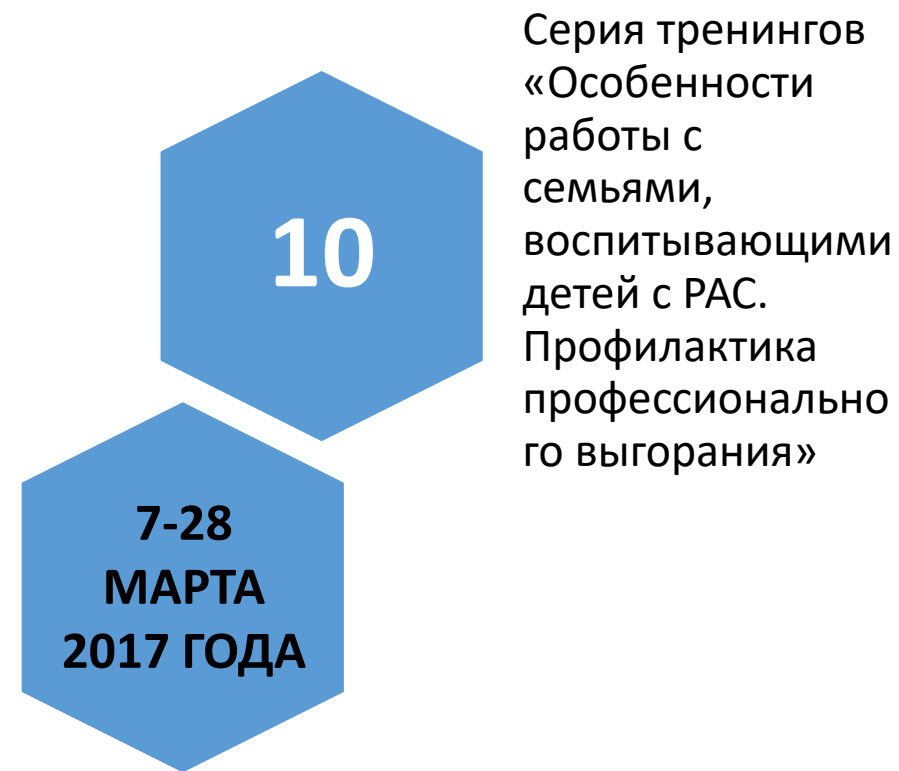 10
Серия тренингов
«Особенности
работы с
семьями,
воспитывающими
детей с РАС.
Профилактика
профессионально
го выгорания»
7-28
МАРТА
2017 ГОДА